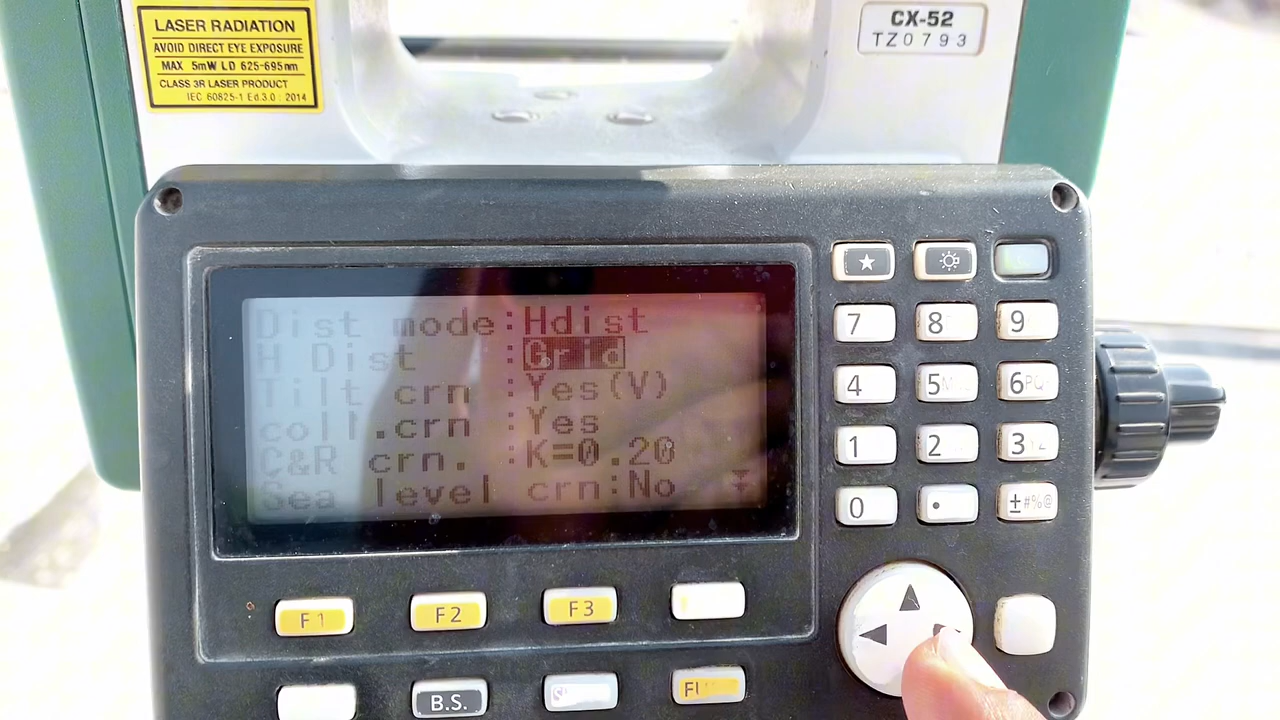 LASER RADIATION
AVOID DIRECT EYE EXPOSURE
MAX 5mW LD 625-695nm
CLASS 3R LASER PRODUCT
IEC 60825-1 Ed.3.0 : 2014
CX-52
TZ0793
Dist mode:Hdist
H Dist :Grid
Tilt crn :Yes(V)
coll.crn :Yes
C&R crn. :K=0.20
Sea level crn:No
7 8 9
4 5 6PQ
1 2 3
0 . ±#%@
F1 F2 F3
B.S.